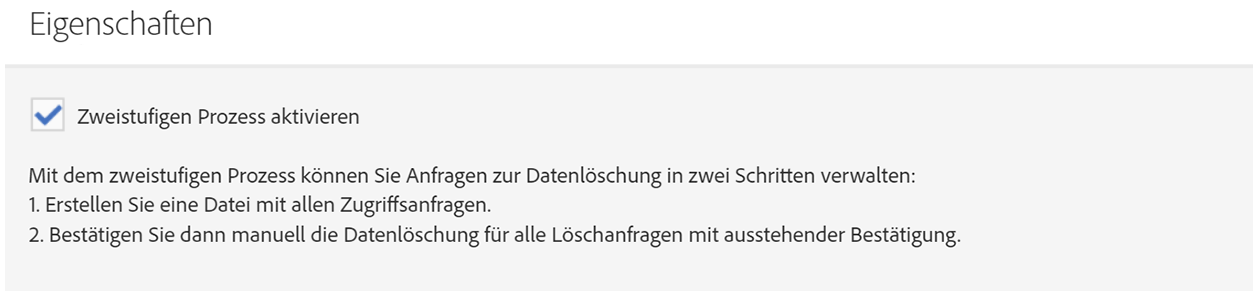 Eigenschaften
Zweistufigen Prozess aktivieren
Mit dem zweistufigen Prozess können Sie Anfragen zur Datenlöschung in zwei Schritten verwalten:
1. Erstellen Sie eine Datei mit allen Zugriffsanfragen.
2. Bestätigen Sie dann manuell die Datenlöschung für alle Löschanfragen mit ausstehender Bestätigung.